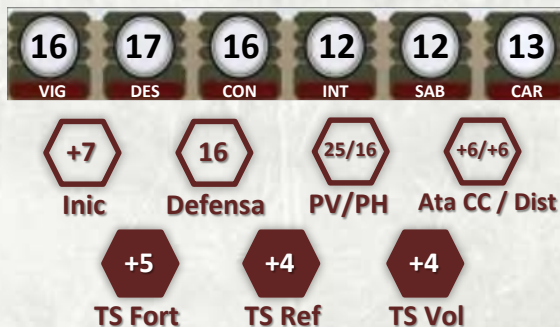 16 17 16 12 12 13
VIG DES CON INT SAB CAR
+7 16 25/16 +6/+6
Inic Defensa PV/PH Ata CC / Dist
+5 +4 +4
TS Fort TS Ref TS Vol